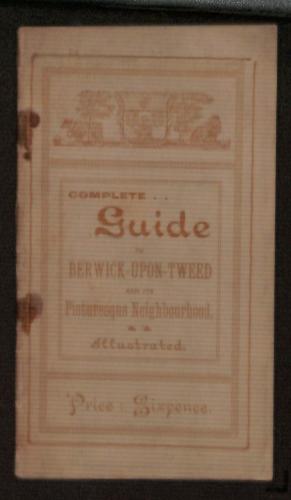 COMPLETE . .
Guide
TO
BERWICK-UPON-TWEED
AND ITS
Picturesque Neighbourhood.
Illustrated.
Price : Sixpence.